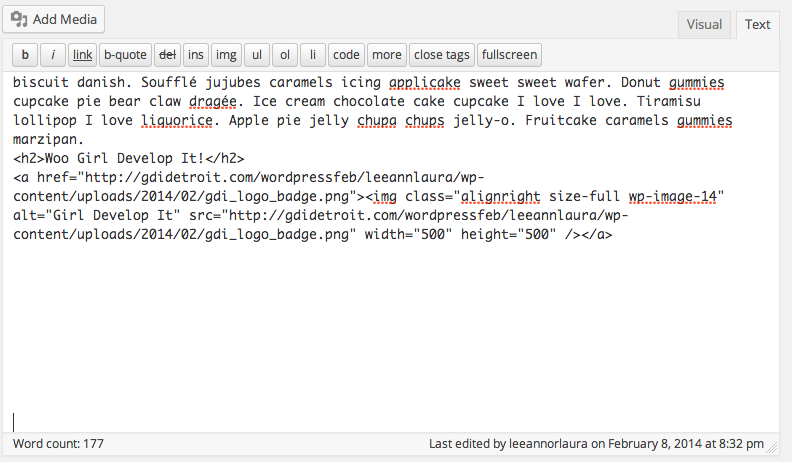 Add Media
Visual
Text
b i link b-quote del ins img ul ol li code more close tags fullscreen
biscuit danish. Soufflé jujubes caramels icing applicake sweet sweet wafer. Donut gummies
cupcake pie bear claw dragée. Ice cream chocolate cake cupcake I love I love. Tiramisu
lollipop I love liquorice. Apple pie jelly chupa chups jelly-o. Fruitcake caramels gummies
marzipan.
<h2>Woo Girl Develop It!</h2>
<a href="http://gdidetroit.com/wordpressfeb/leeannlaura/wp-
content/uploads/2014/02/gdi_logo_badge.png"><img class="alignright size-full wp-image-14"
alt="Girl Develop It" src="http://gdidetroit.com/wordpressfeb/leeannlaura/wp-
content/uploads/2014/02/gdi_logo_badge.png" width="500" height="500" /></a>
Word count: 177
Last edited by leeannorlaura on February 8, 2014 at 8:32 pm